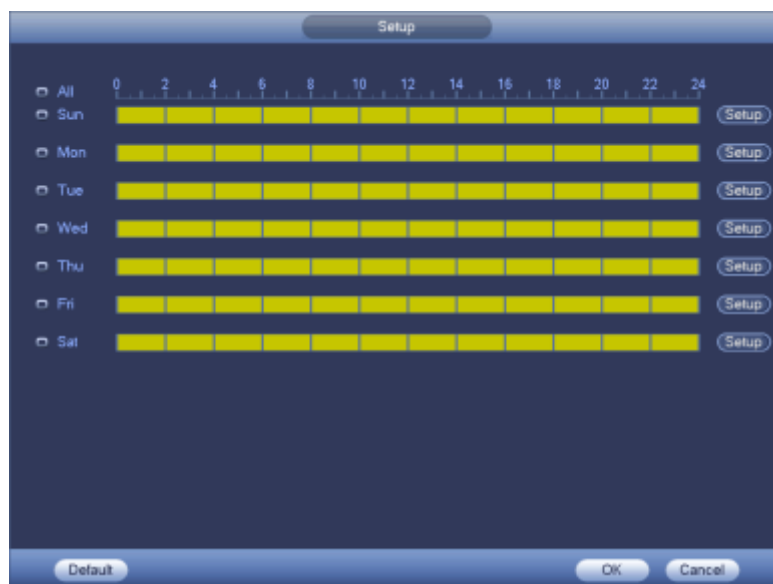 Setup
All 0 2 4 6 8 10 12 14 16 18 20 22 24
Sun Setup
Mon Setup
Tue Setup
Wed Setup
Thu Setup
Fri Setup
Sat Setup
Default OK Cancel